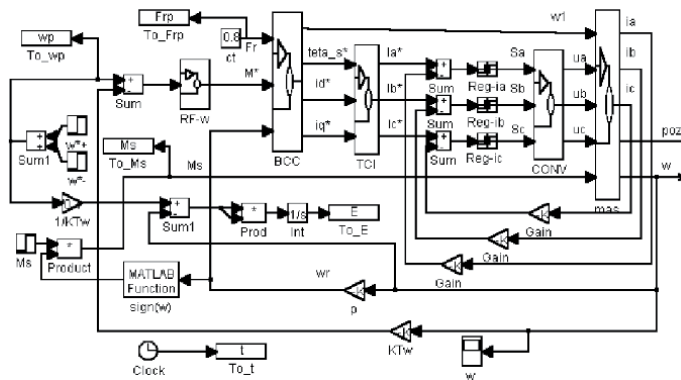 wp
To_wp
Frp
To_Frp
0.8
ct
Fr
w1
ia
ib
ic
teta_s*
Ia*
id*
Ib*
iq*
Ic*
Sa
Sb
Sc
ua
ub
uc
Sum
RF-w
M*
BCC
TCI
Sum
Sum
Sum
Reg-ia
Reg-ib
Reg-ic
CONV
mas
poz
w
Sum1
w*+
w*-
Ms
To_Ms
Ms
1/KTw
Sum1
*
Prod
1/s
Int
E
To_E
Gain
Gain
Ms
*
Product
MATLAB
Function
sign(w)
wr
p
KTw
w
Clock
t
To_t